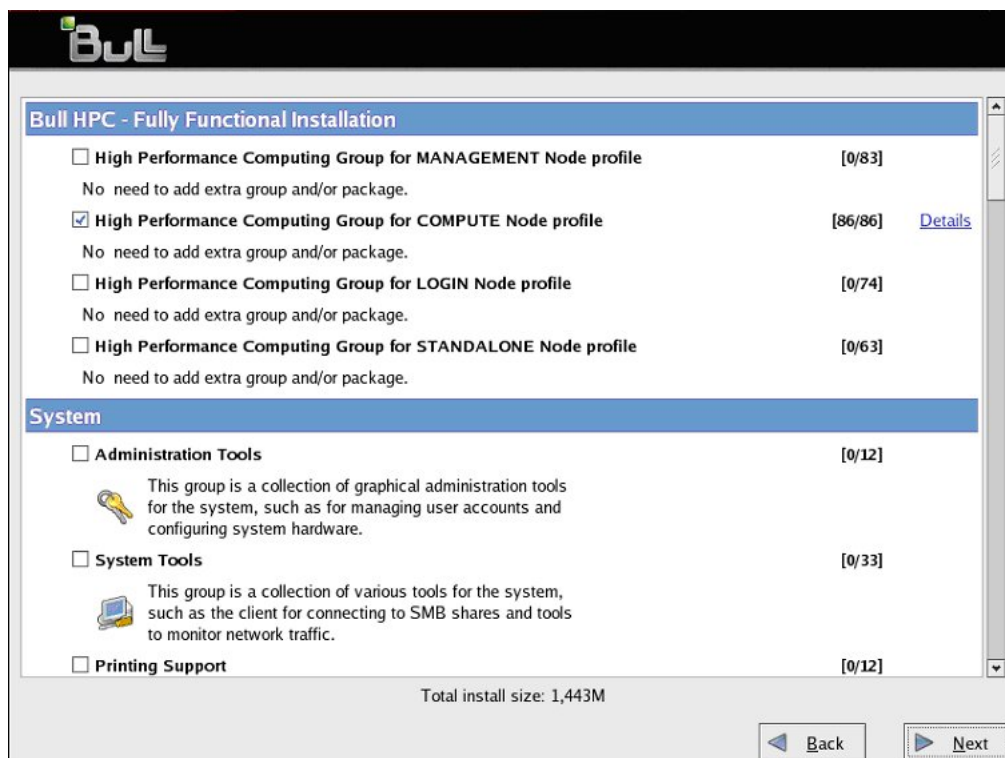 Bull
Bull HPC - Fully Functional Installation
High Performance Computing Group for MANAGEMENT Node profile [0/83]
No need to add extra group and/or package.
High Performance Computing Group for COMPUTE Node profile [86/86] Details
No need to add extra group and/or package.
High Performance Computing Group for LOGIN Node profile [0/74]
No need to add extra group and/or package.
High Performance Computing Group for STANDALONE Node profile [0/63]
No need to add extra group and/or package.
System
Administration Tools [0/12]
This group is a collection of graphical administration tools
for the system, such as for managing user accounts and
configuring system hardware.
System Tools [0/33]
This group is a collection of various tools for the system,
such as the client for connecting to SMB shares and tools
to monitor network traffic.
Printing Support [0/12]
Total install size: 1,443M
Back Next